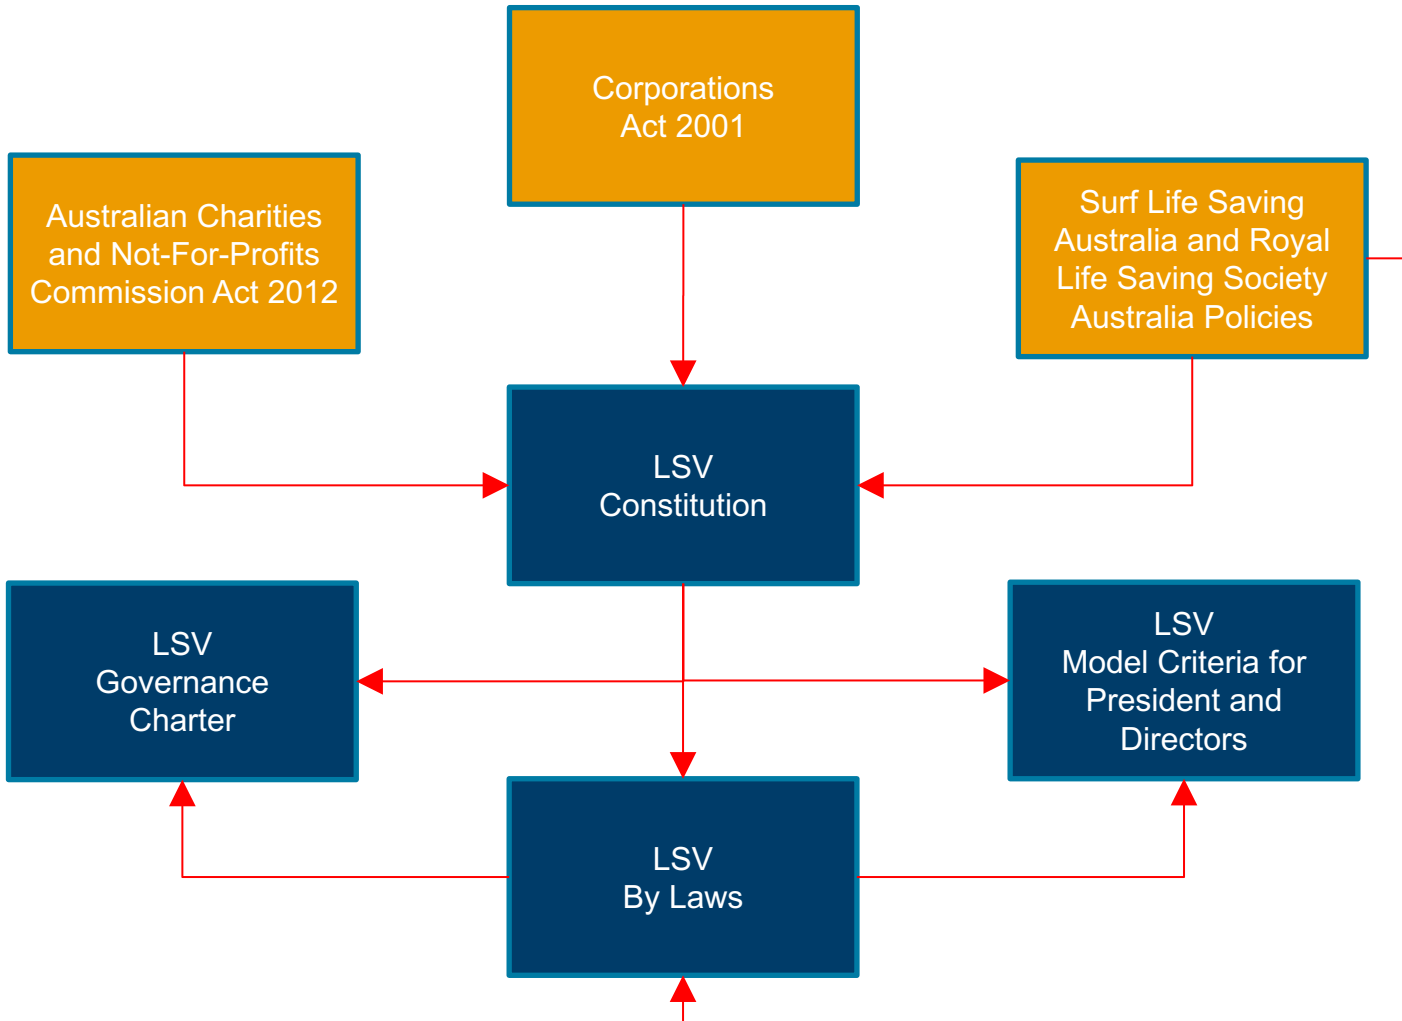 Corporations
Act 2001
Australian Charities
and Not-For-Profits
Commission Act 2012
Surf Life Saving
Australia and Royal
Life Saving Society
Australia Policies
LSV
Constitution
LSV
Governance
Charter
LSV
Model Criteria for
President and
Directors
LSV
By Laws